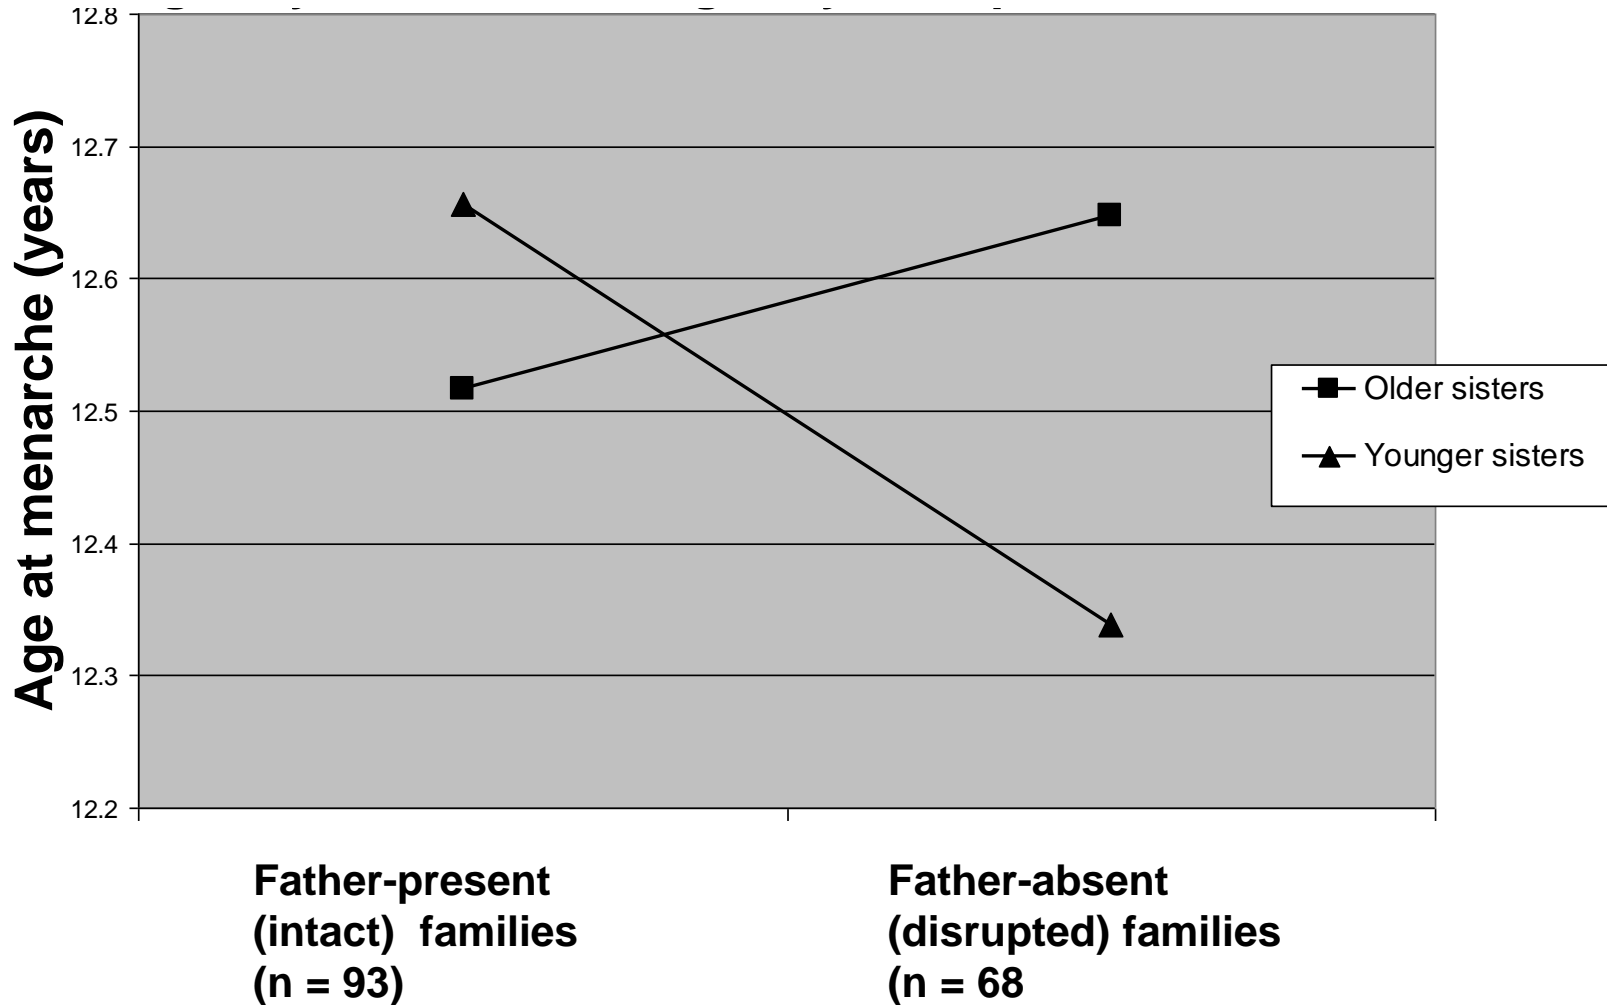 12.8
12.7
12.6
12.5
12.4
12.3
12.2
Age at menarche (years)
Older sisters
Younger sisters
Father-present
(intact) families
(n = 93)
Father-absent
(disrupted) families
(n = 68